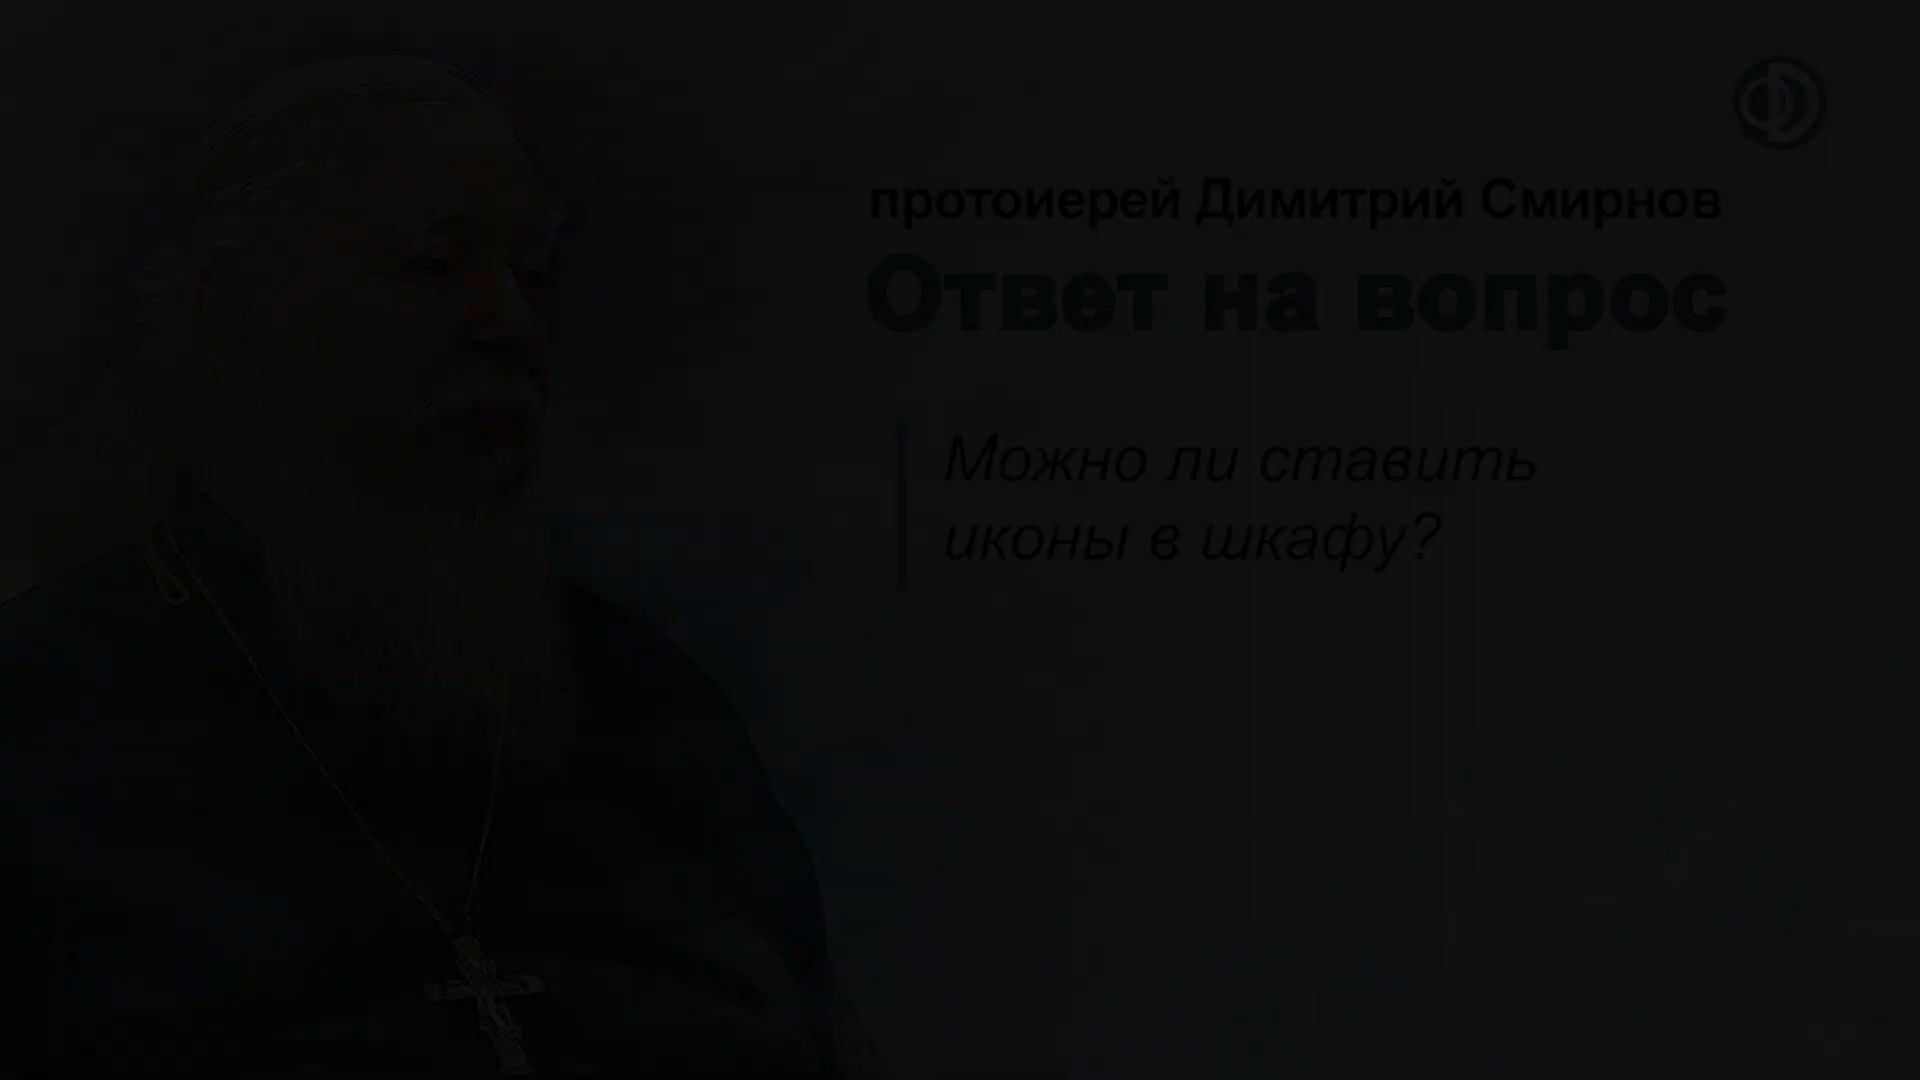 протоиерей Димитрий Смирнов
Ответ на вопрос
Можно ли ставить
иконы в шкафу?